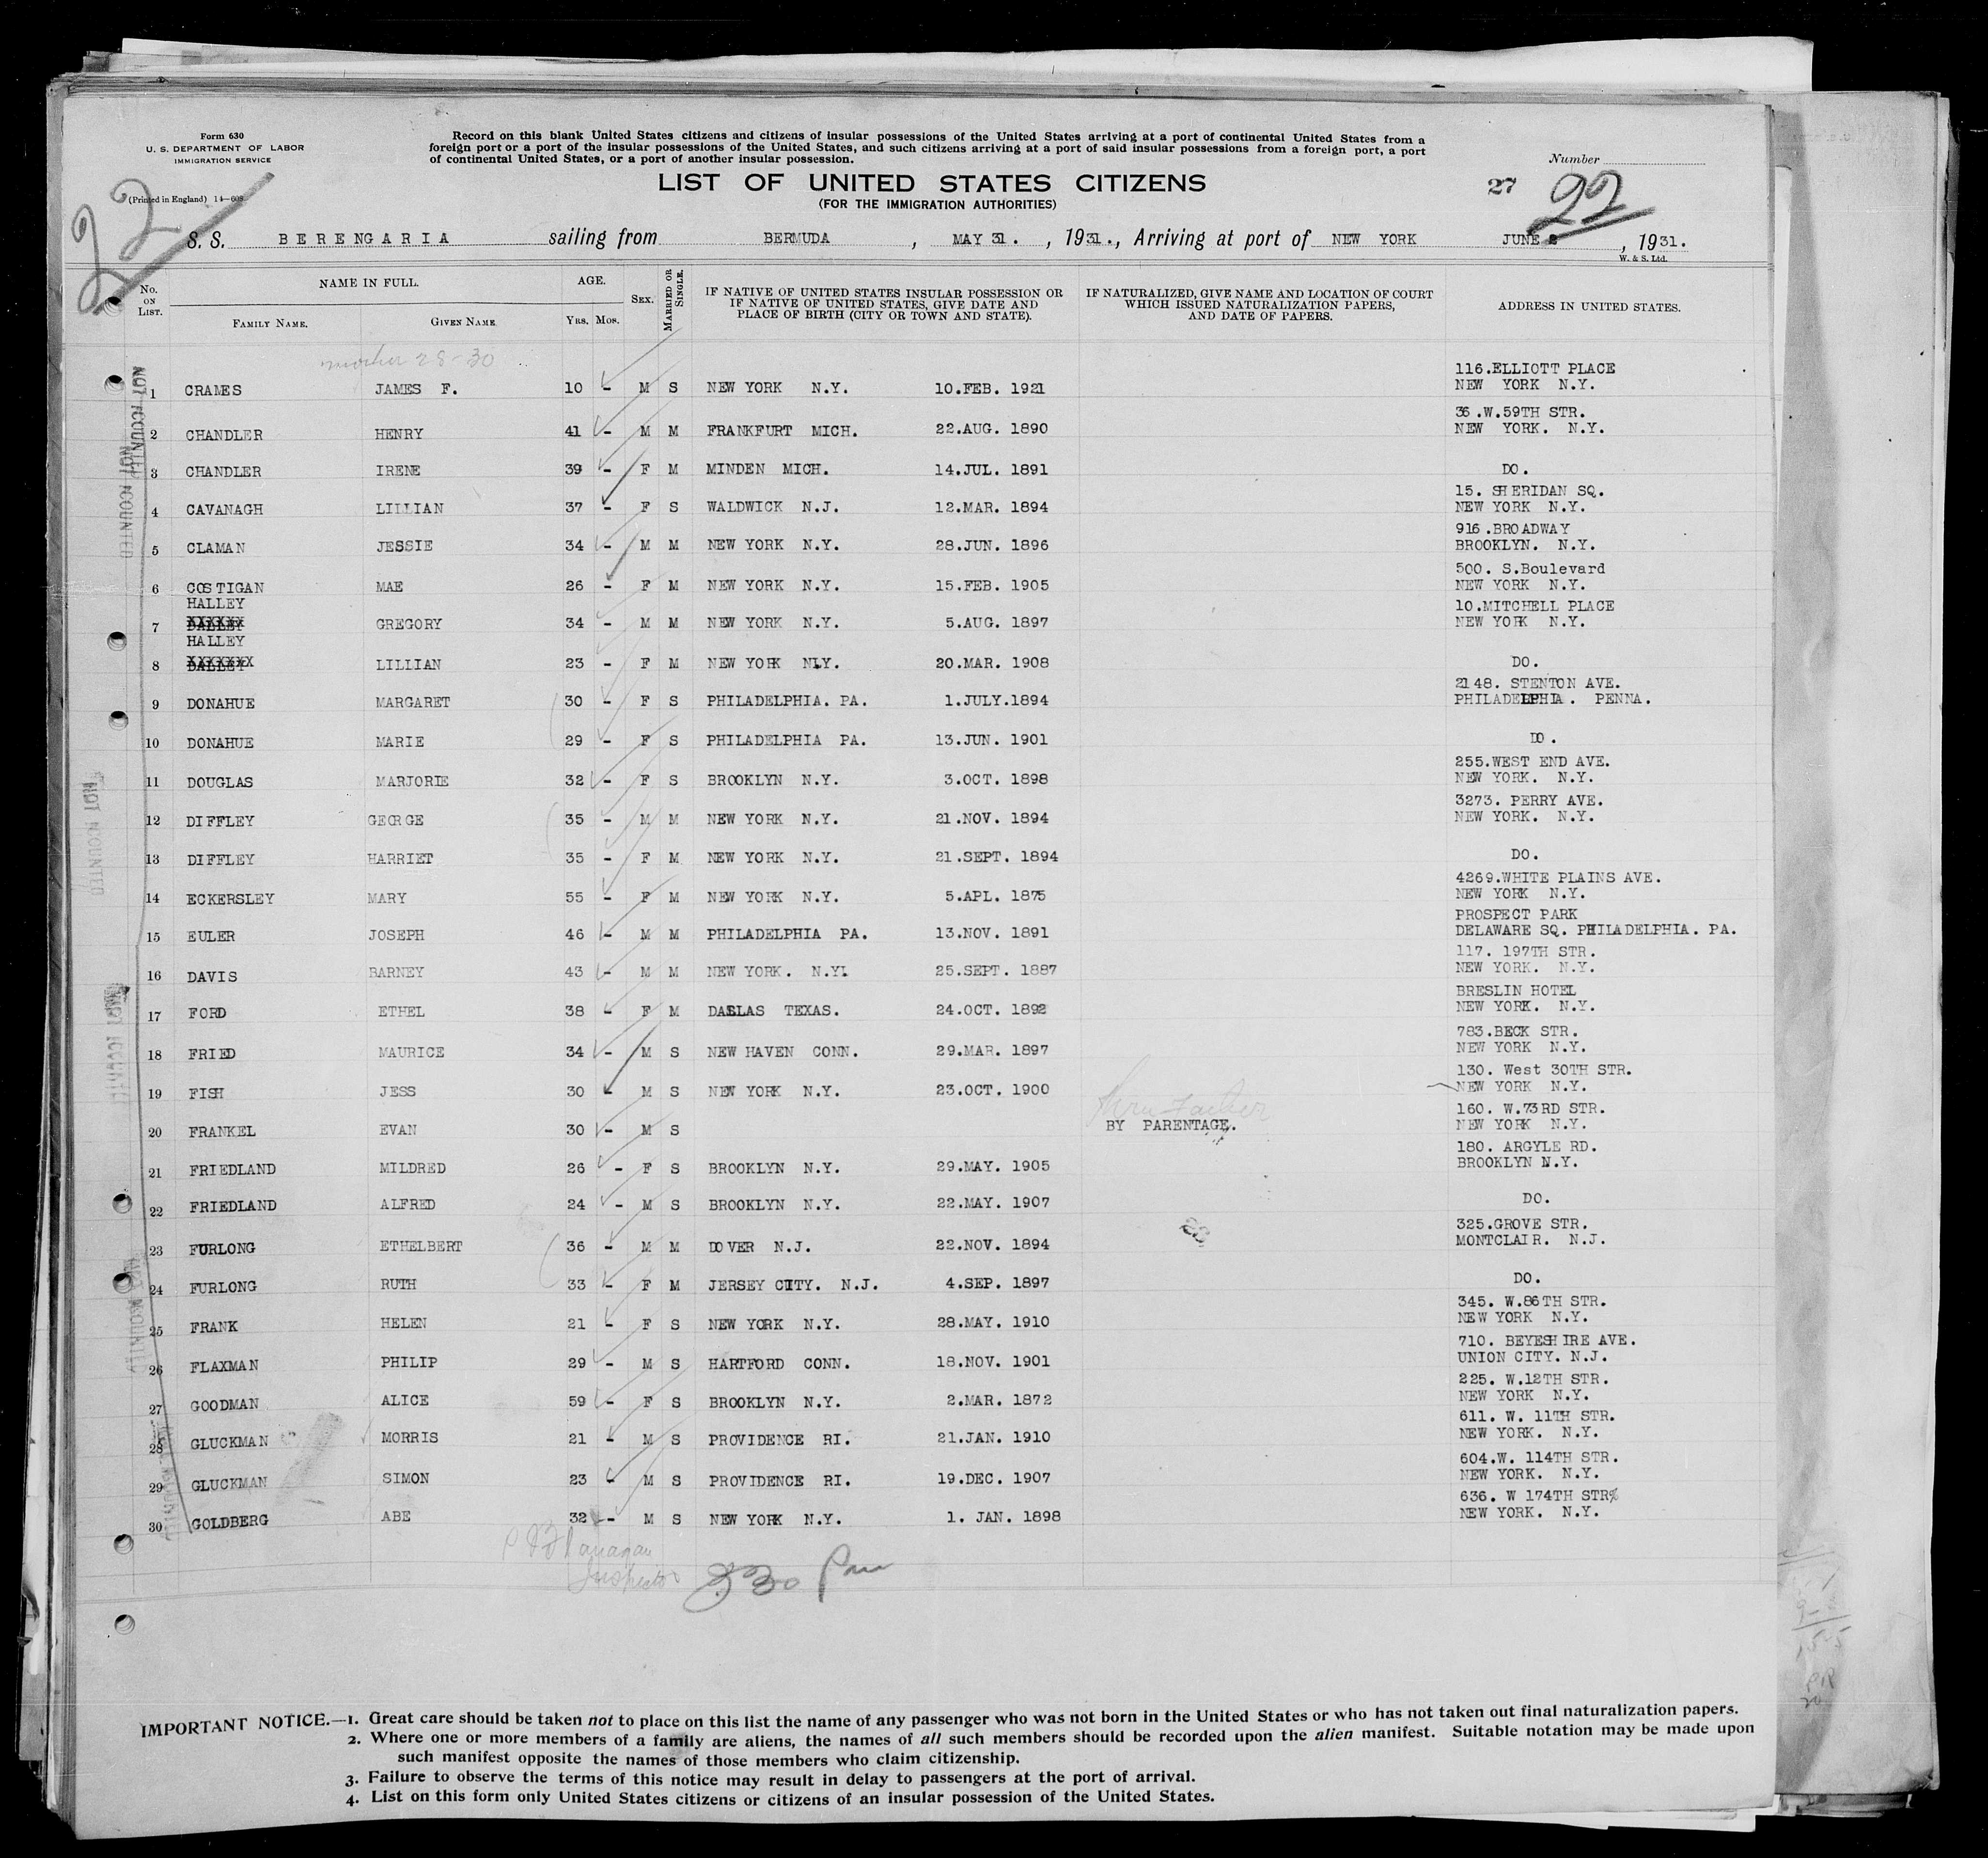 Form 630
U. S. DEPARTMENT OF LABOR
IMMIGRATION SERVICE
(Printed in England) 14—609
Record on this blank United States citizens and citizens of insular possessions of the United States arriving at a port of continental United States from a
foreign port or a port of the insular possessions of the United States, and such citizens arriving at a port of said insular possessions from a foreign port, a port
of continental United States, or a port of another insular possession.
Number
LIST OF UNITED STATES CITIZENS
(FOR THE IMMIGRATION AUTHORITIES)
27 22
22
S. S. BERENGARIA sailing from BERMUDA, MAY 31. , 1931., Arriving at port of NEW YORK JUNE 2, 1931.
W. & S. Ltd.
No. ON LIST. NAME IN FULL. FAMILY NAME. GIVEN NAME AGE. YRS. MOS. SEX. MARRIED OR SINGLE. IF NATIVE OF UNITED STATES INSULAR POSSESSION OR IF NATIVE OF UNITED STATES, GIVE DATE AND PLACE OF BIRTH (CITY OR TOWN AND STATE). IF NATURALIZED, GIVE NAME AND LOCATION OF COURT WHICH ISSUED NATURALIZATION PAPERS, AND DATE OF PAPERS. ADDRESS IN UNITED STATES.
mother 28-30
116.ELLIOTT PLACE
1 CRAMES JAMES F. 10 - M S NEW YORK N.Y. 10.FEB. 1921 NEW YORK N.Y.
36 .W.59TH STR.
2 CHANDLER HENRY 41 - M M FRANKFURT MICH. 22.AUG. 1890 NEW YORK. N.Y.
3 CHANDLER IRENE 39 - F M MINDEN MICH. 14.JUL. 1891 DO.
15. SHERIDAN SQ.
4 CAVANAGH LILLIAN 37 - F S WALDWICK N.J. 12.MAR. 1894 NEW YORK N.Y.
916.BROADWAY
5 CLAMAN JESSIE 34 - M M NEW YORK N.Y. 28.JUN. 1896 BROOKLYN. N.Y.
500. S.Boulevard
6 COSTIGAN MAE 26 - F M NEW YORK N.Y. 15.FEB. 1905 NEW YORK N.Y.
HALLEY 10.MITCHELL PLACE
7 DALLEY GREGORY 34 - M M NEW YORK N.Y. 5.AUG. 1897 NEW YORK N.Y.
HALLEY
8 DALLEY LILLIAN 23 - F M NEW YORK N.Y. 20.MAR. 1908 DO.
2148. STENTON AVE.
9 DONAHUE MARGARET 30 - F S PHILADELPHIA. PA. 1.JULY.1894 PHILADELPHIA. PENNA.
10 DONAHUE MARIE 29 - F S PHILADELPHIA PA. 13.JUN. 1901 DO.
255.WEST END AVE.
11 DOUGLAS MARJORIE 32 - F S BROOKLYN N.Y. 3.OCT. 1898 NEW YORK. N.Y.
3273. PERRY AVE.
12 DIFFLEY GEORGE 35 - M M NEW YORK N.Y. 21.NOV. 1894 NEW YORK. N.Y.
13 DIFFLEY HARRIET 35 - F M NEW YORK N.Y. 21.SEPT. 1894 DO.
4269.WHITE PLAINS AVE.
14 ECKERSLEY MARY 55 - F M NEW YORK N.Y. 5.APL. 1875 NEW YORK N.Y.
PROSPECT PARK
15 EULER JOSEPH 46 - M M PHILADELPHIA PA. 13.NOV. 1891 DELAWARE SQ. PHILADELPHIA. PA.
117. 197TH STR.
16 DAVIS BARNEY 43 - M M NEW YORK. N.Y. 25.SEPT. 1887 NEW YORK. N.Y.
BRESLIN HOTEL
17 FORD ETHEL 38 - F M DALLAS TEXAS. 24.OCT. 1892 NEW YORK. N.Y.
783.BECK STR.
18 FRIED MAURICE 34 - M S NEW HAVEN CONN. 29.MAR. 1897 NEW YORK N.Y.
130. West 30TH STR.
19 FISH JESS 30 - M S NEW YORK N.Y. 23.OCT. 1900 NEW YORK N.Y.
thru Father 160. W.73RD STR.
20 FRANKEL EVAN 30 - M S BY PARENTAGE. NEW YORK N.Y.
180. ARGYLE RD.
21 FRIEDLAND MILDRED 26 - F S BROOKLYN N.Y. 29.MAY. 1905 BROOKLYN N.Y.
22 FRIEDLAND ALFRED 24 - M S BROOKLYN N.Y. 22.MAY. 1907 DO.
325.GROVE STR.
23 FURLONG ETHELBERT 36 - M M DOVER N.J. 22.NOV. 1894 MONTCLAIR. N.J.
24 FURLONG RUTH 33 - F M JERSEY CITY. N.J. 4.SEP. 1897 DO.
345. W.86TH STR.
25 FRANK HELEN 21 - F S NEW YORK N.Y. 28.MAY. 1910 NEW YORK N.Y.
710. BEYESHIRE AVE.
26 FLAXMAN PHILIP 29 - M S HARTFORD CONN. 18.NOV. 1901 UNION CITY. N.J.
225. W.12TH STR.
27 GOODMAN ALICE 59 - F S BROOKLYN N.Y. 2.MAR. 1872 NEW YORK N.Y.
611. W. 11TH STR.
28 GLUCKMAN MORRIS 21 - M S PROVIDENCE RI. 21.JAN. 1910 NEW YORK. N.Y.
604.W. 114TH STR.
29 GLUCKMAN SIMON 23 - M S PROVIDENCE RI. 19.DEC. 1907 NEW YORK. N.Y.
636. W 174TH STR%
30 GOLDBERG ABE 32 - M S NEW YORK N.Y. 1. JAN. 1898 NEW YORK. N.Y.
NOT ACCOUNTED
Flanagan
Inspector 830 Pm
IMPORTANT NOTICE.—1. Great care should be taken not to place on this list the name of any passenger who was not born in the United States or who has not taken out final naturalization papers.
2. Where one or more members of a family are aliens, the names of all such members should be recorded upon the alien manifest. Suitable notation may be made upon
such manifest opposite the names of those members who claim citizenship.
3. Failure to observe the terms of this notice may result in delay to passengers at the port of arrival.
4. List on this form only United States citizens or citizens of an insular possession of the United States.